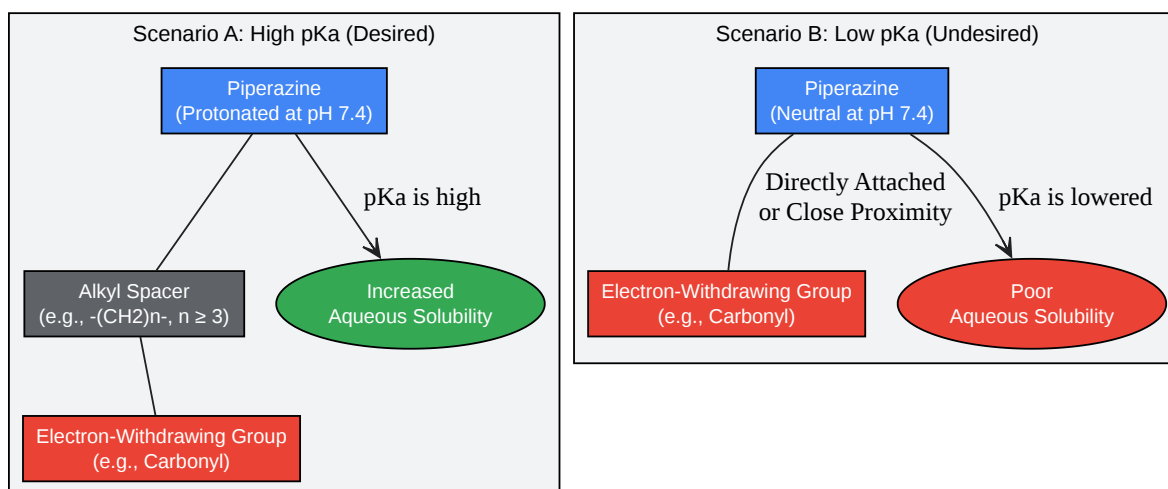 Scenario A: High pKa (Desired)
Piperazine
(Protonated at pH 7.4)
pKa is high
Alkyl Spacer
(e.g., -(CH2)n-, n ≥ 3)
Increased
Aqueous Solubility
Electron-Withdrawing Group
(e.g., Carbonyl)
Scenario B: Low pKa (Undesired)
Piperazine
(Neutral at pH 7.4)
Directly Attached
or Close Proximity
pKa is lowered
Electron-Withdrawing Group
(e.g., Carbonyl)
Poor
Aqueous Solubility